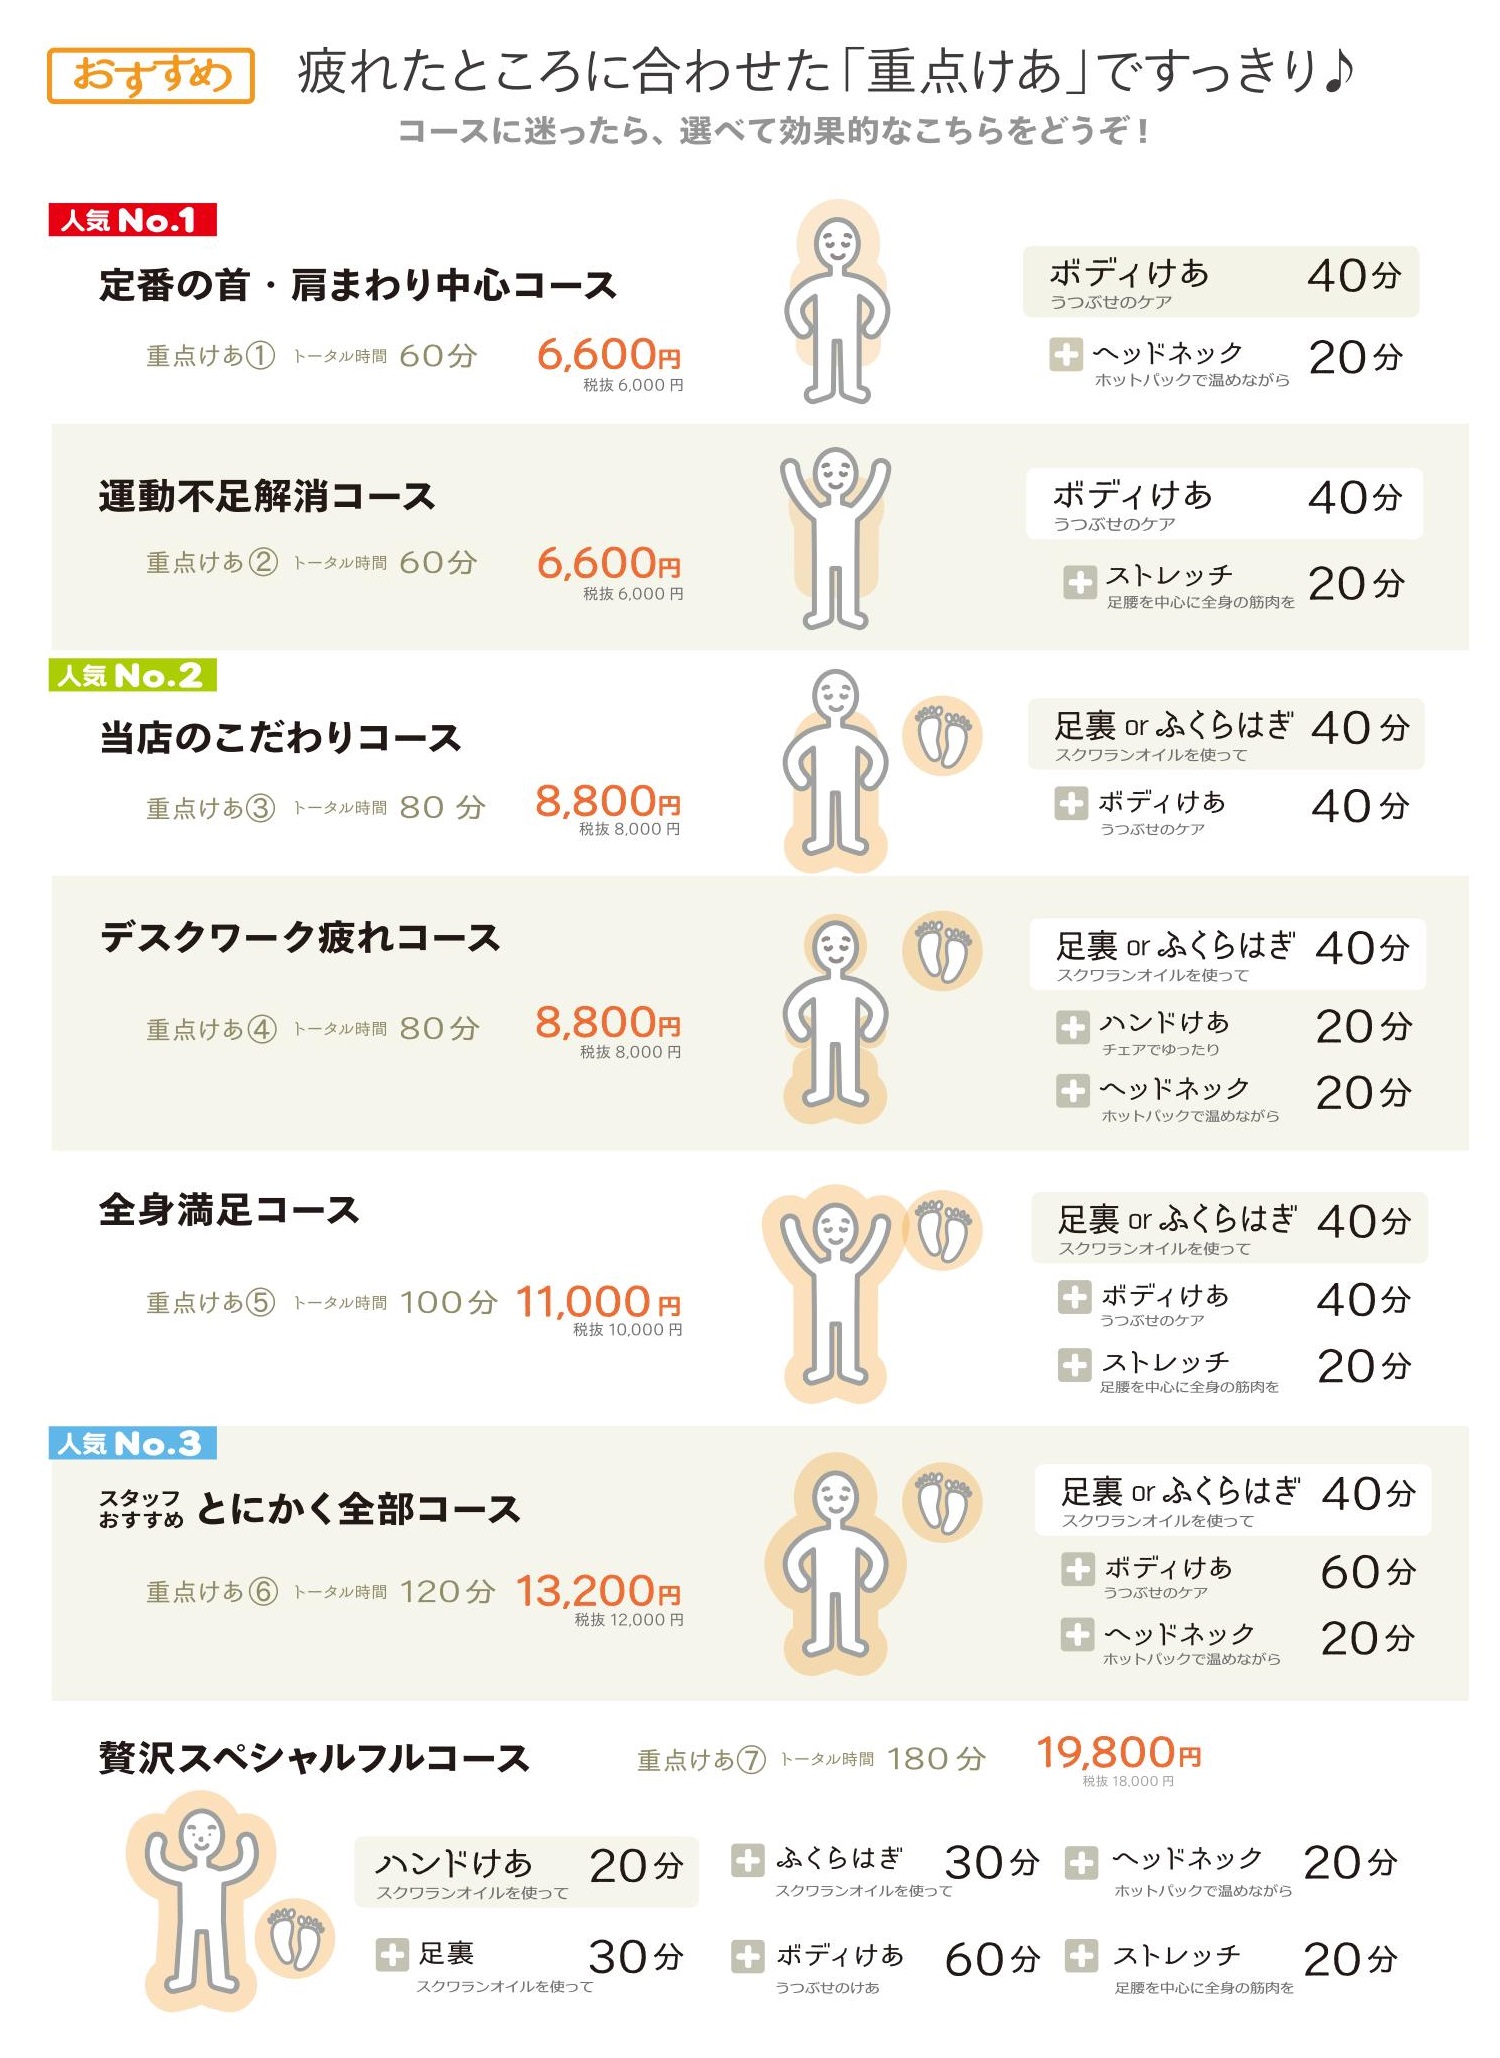 おすすめ
疲れたところに合わせた「重点けあ」ですっきり♪
コースに迷ったら、選べて効果的なこちらをどうぞ！
人気 No.1
定番の首・肩まわり中心コース
重点けあ① トータル時間 60分 6,600円
税抜 6,000 円
ボディけあ 40分
うつぶせのケア
ヘッドネック 20分
ホットパックで温めながら
運動不足解消コース
重点けあ② トータル時間 60分 6,600円
税抜 6,000 円
ボディけあ 40分
うつぶせのケア
ストレッチ 20分
足腰を中心に全身の筋肉を
人気 No.2
当店のこだわりコース
重点けあ③ トータル時間 80 分 8,800円
税抜 8,000 円
足裏 or ふくらはぎ 40 分
スクワランオイルを使って
ボディけあ 40分
うつぶせのケア
デスクワーク疲れコース
重点けあ④ トータル時間 80分 8,800円
税抜 8,000 円
足裏 or ふくらはぎ 40分
スクワランオイルを使って
ハンドけあ 20分
チェアでゆったり
ヘッドネック 20分
ホットパックで温めながら
全身満足コース
重点けあ⑤ トータル時間 100分 11,000 円
税抜 10,000 円
足裏 or ふくらはぎ 40分
スクワランオイルを使って
ボディけあ 40分
うつぶせのケア
ストレッチ 20分
足腰を中心に全身の筋肉を
人気 No.3
スタッフ
おすすめ とにかく全部コース
重点けあ⑥ トータル時間 120分 13,200円
税抜 12,000 円
足裏 or ふくらはぎ 40分
スクワランオイルを使って
ボディけあ 60分
うつぶせのケア
ヘッドネック 20分
ホットパックで温めながら
贅沢スペシャルフルコース 重点けあ⑦ トータル時間 180 分 19,800円
税抜 18,000 円
ハンドけあ 20分 ふくらはぎ 30分 ヘッドネック 20分
スクワランオイルを使って スクワランオイルを使って ホットパックで温めながら
足裏 30分 ボディけあ 60分 ストレッチ 20分
スクワランオイルを使って うつぶせのけあ 足腰を中心に全身の筋肉を